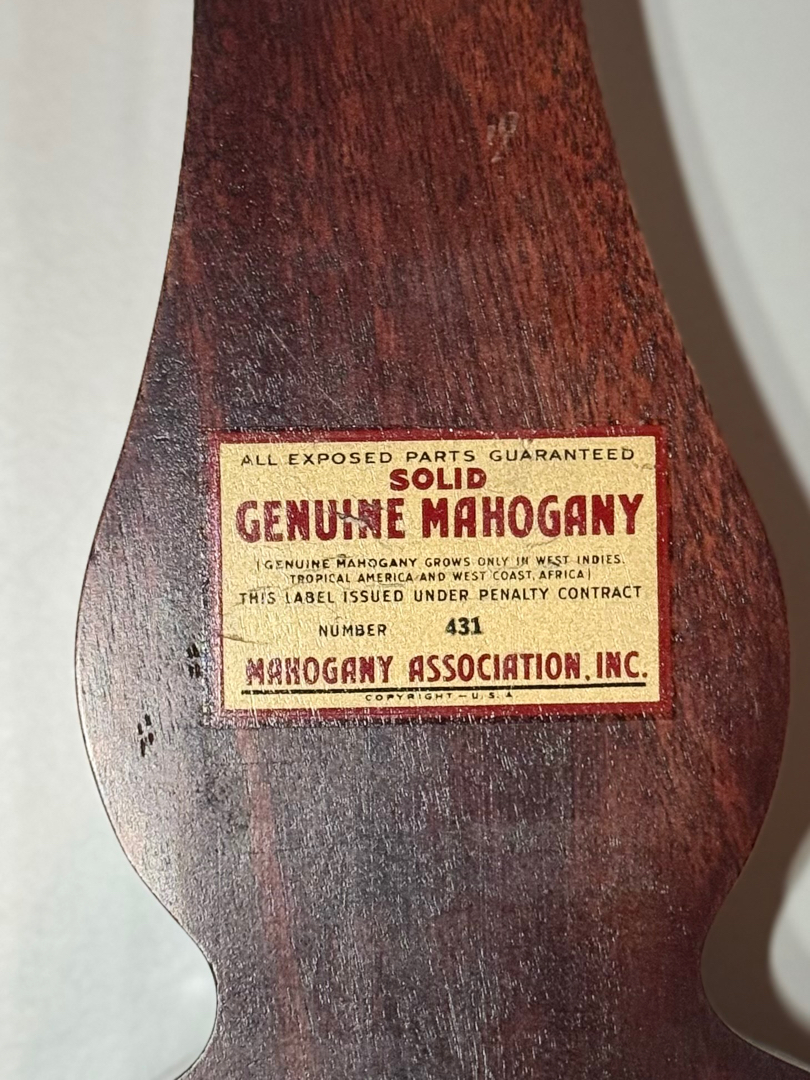 ALL EXPOSED PARTS GUARANTEED
SOLID
GENUINE MAHOGANY
(GENUINE MAHOGANY GROWS ONLY IN WEST INDIES,
TROPICAL AMERICA AND WEST COAST, AFRICA)
THIS LABEL ISSUED UNDER PENALTY CONTRACT
NUMBER 431
MAHOGANY ASSOCIATION, INC.
COPYRIGHT — U.S.A